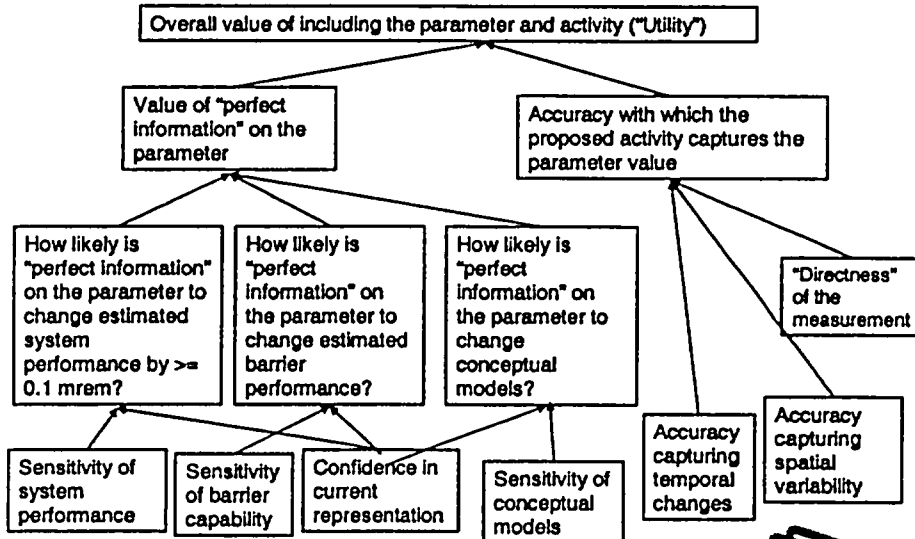 Overall value of including the parameter and activity ("Utility")
Value of "perfect
information" on the
parameter
Accuracy with which the
proposed activity captures the
parameter value
How likely is
"perfect information"
on the parameter to
change estimated
system
performance by >=
0.1 mrem?
How likely is
"perfect
information" on
the parameter to
change estimated
barrier
performance?
How likely is
"perfect
information" on
the parameter to
change
conceptual
models?
"Directness"
of the
measurement
Sensitivity of
system
performance
Sensitivity
of barrier
capability
Confidence in
current
representation
Sensitivity of
conceptual
models
Accuracy
capturing
temporal
changes
Accuracy
capturing
spatial
variability